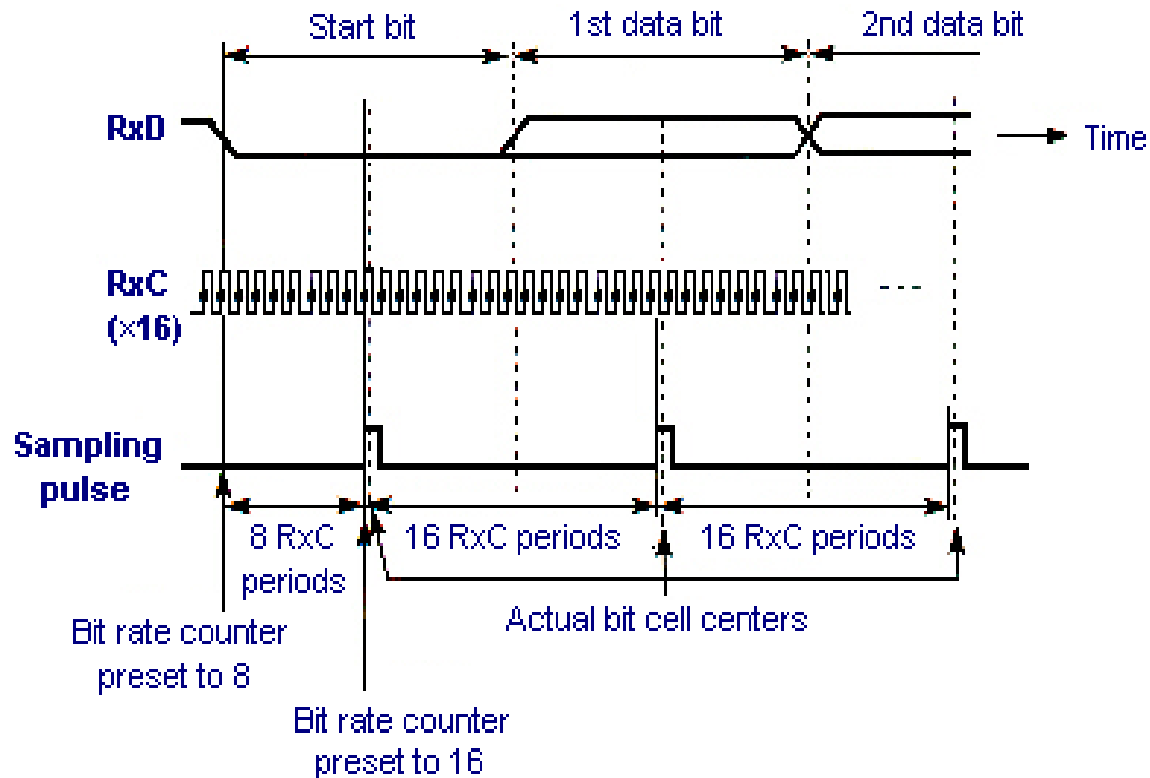 Start bit
1st data bit
2nd data bit
RxD
Time
RxC
(×16)
Sampling
pulse
8 RxC
periods
16 RxC periods
16 RxC periods
Actual bit cell centers
Bit rate counter
preset to 8
Bit rate counter
preset to 16